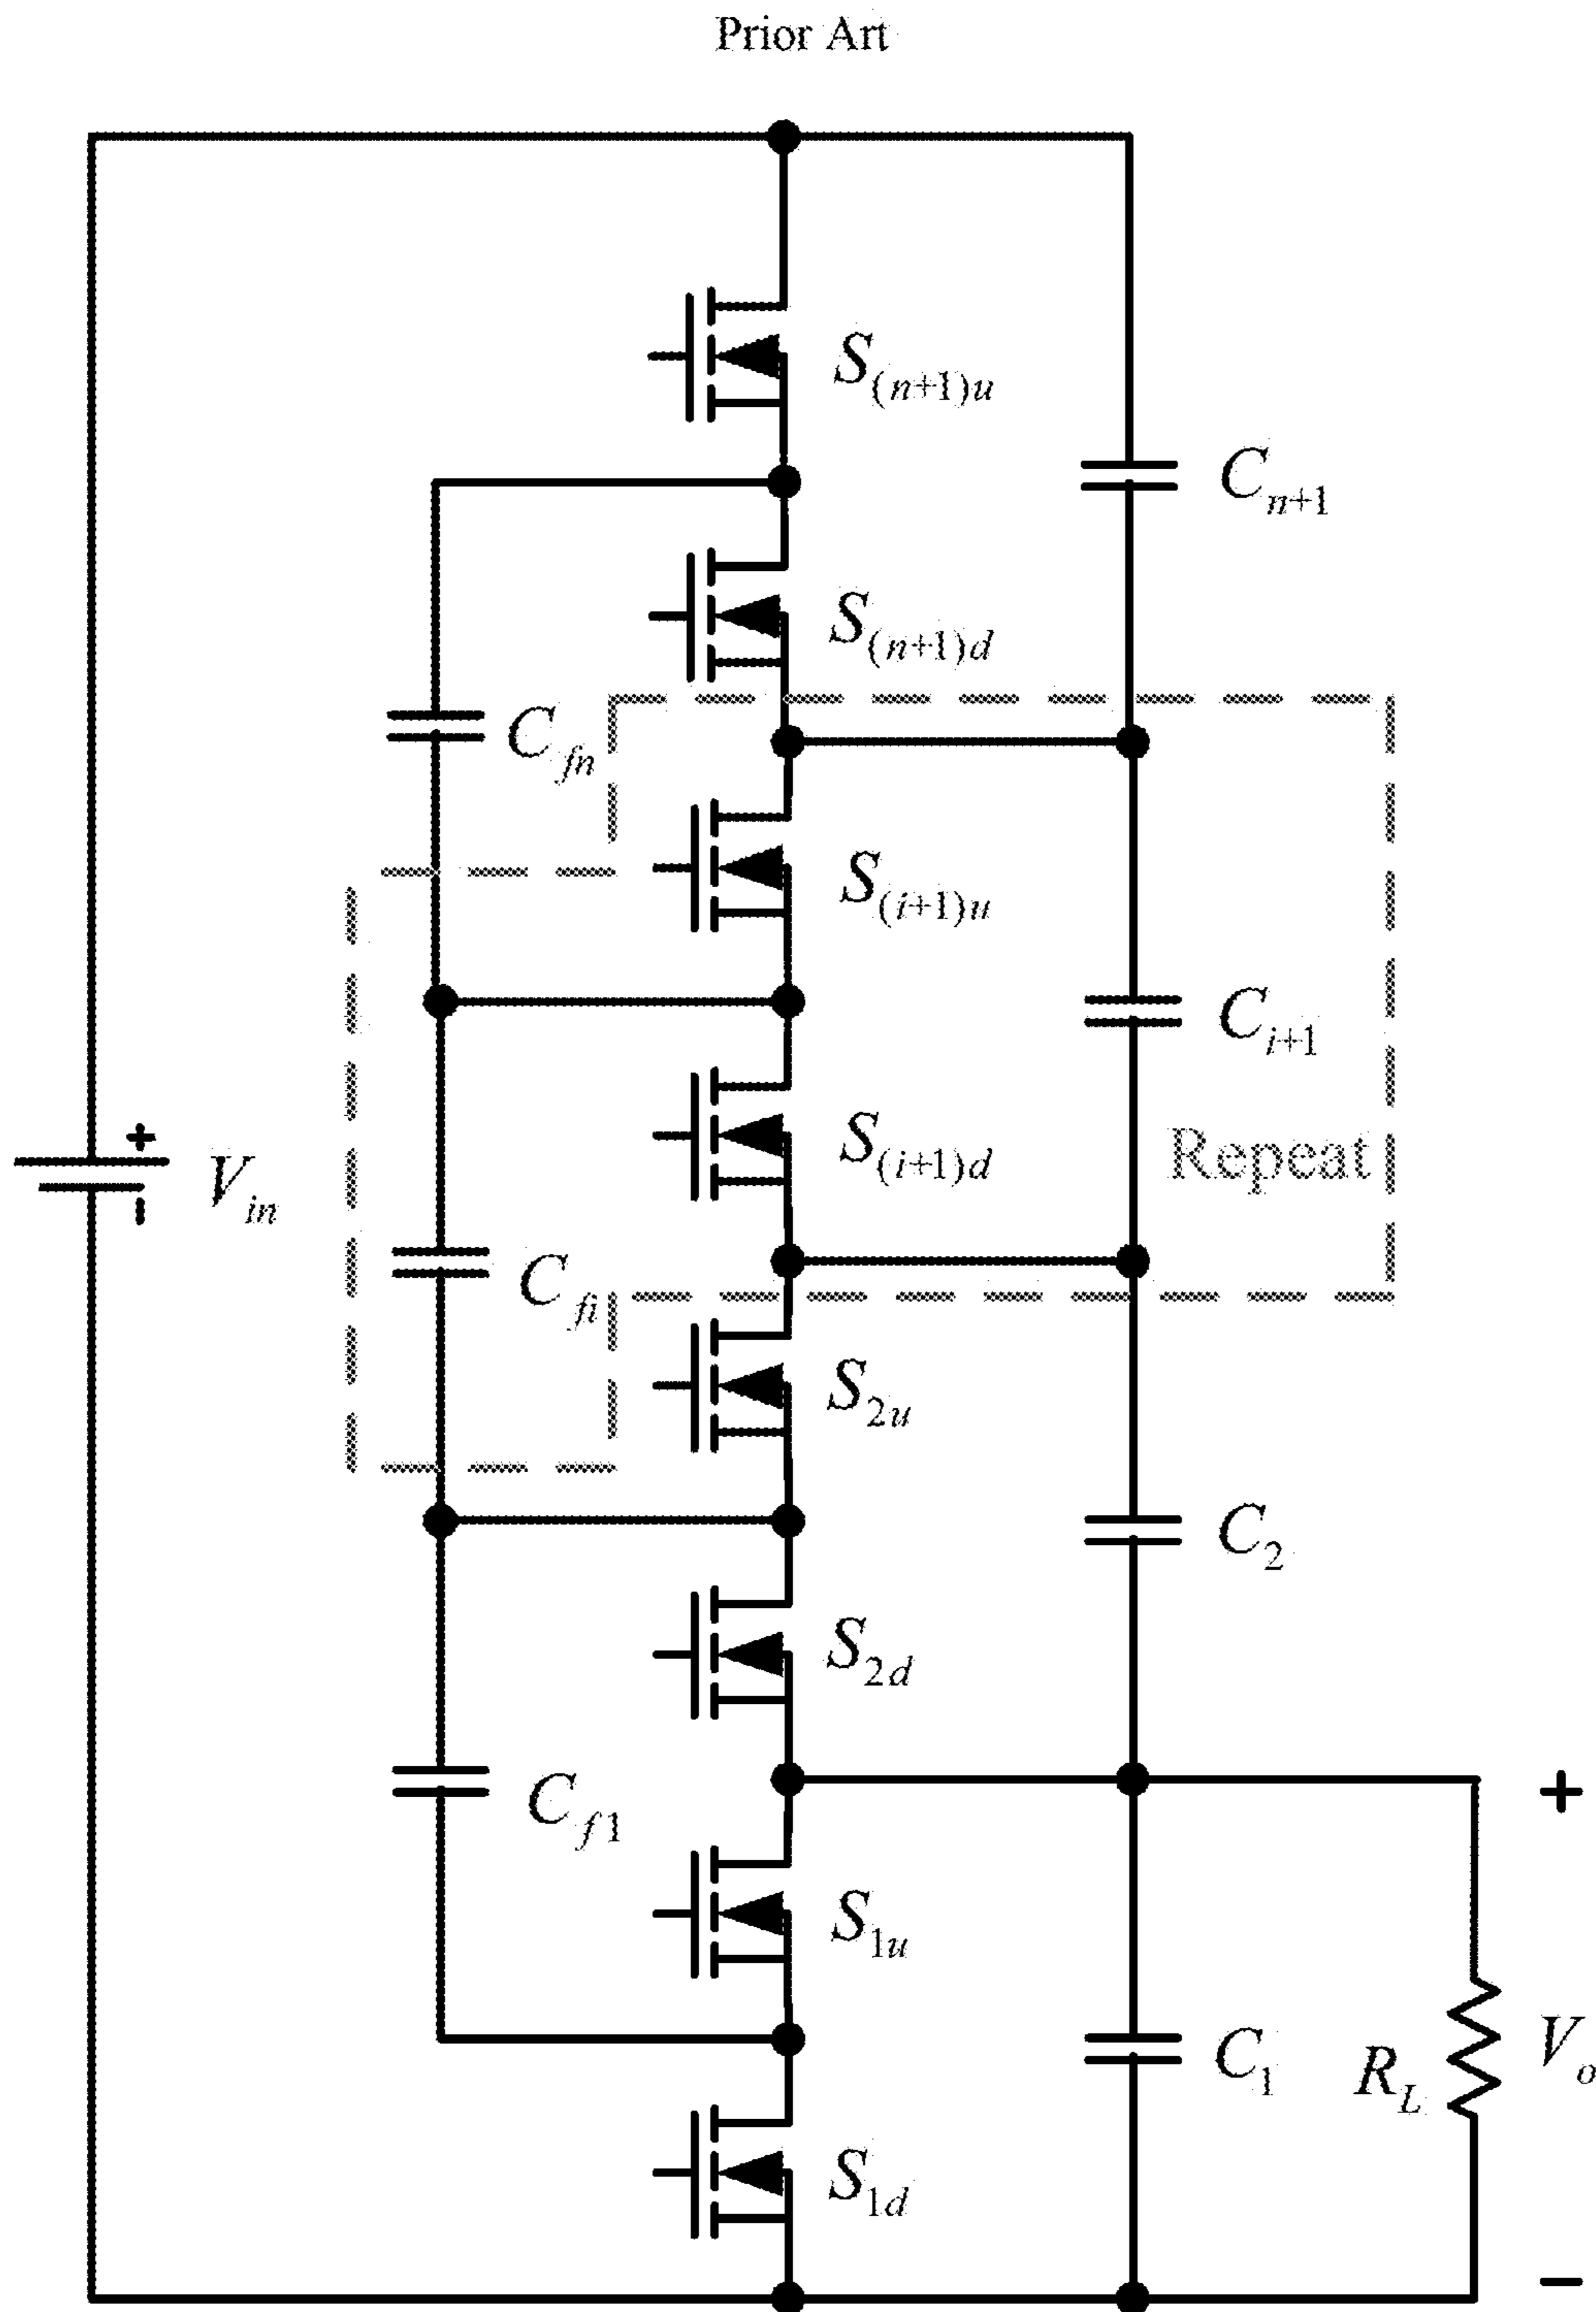 Prior Art
S(n+1)u
Cn+1
S(n+1)d
Cfn
S(i+1)u
Ci+1
S(i+1)d
Repeat
+
Vin
-
Cfi
S2u
C2
S2d
+
Cf1
S1u
C1
RL
Vo
S1d
-